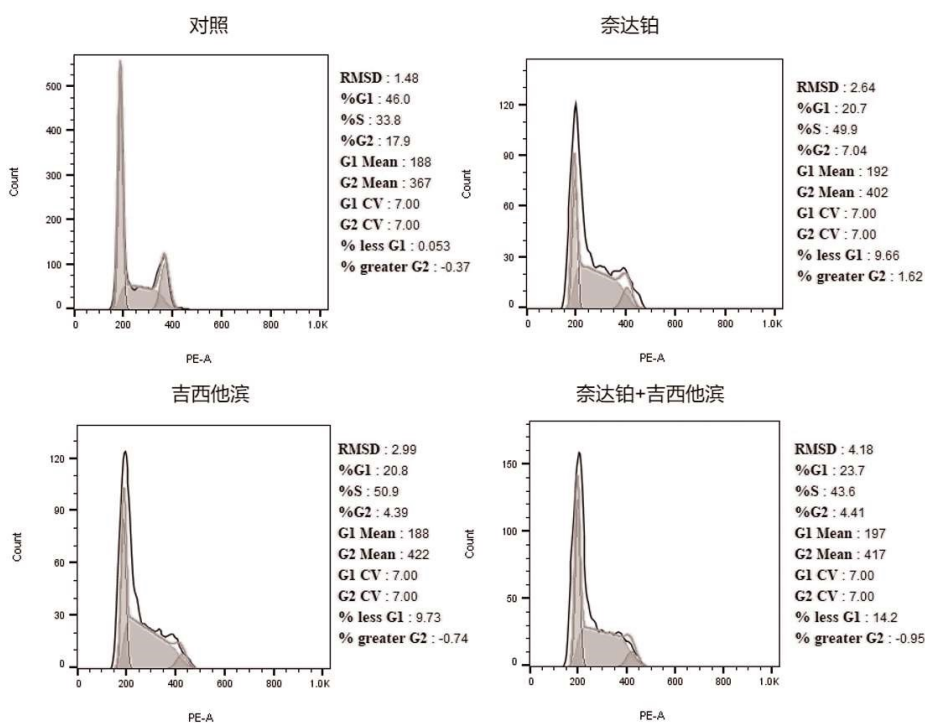 对照
500
400
300
200
100
0
Count
0
200
400
600
800
1.0K
PE-A
RMSD : 1.48
%G1 : 46.0
%S : 33.8
%G2 : 17.9
G1 Mean : 188
G2 Mean : 367
G1 CV : 7.00
G2 CV : 7.00
% less G1 : 0.053
% greater G2 : -0.37
奈达铂
120
90
60
30
0
Count
0
200
400
600
800
1.0K
PE-A
RMSD : 2.64
%G1 : 20.7
%S : 49.9
%G2 : 7.04
G1 Mean : 192
G2 Mean : 402
G1 CV : 7.00
G2 CV : 7.00
% less G1 : 9.66
% greater G2 : 1.62
吉西他滨
120
90
60
30
0
Count
0
200
400
600
800
1.0K
PE-A
RMSD : 2.99
%G1 : 20.8
%S : 50.9
%G2 : 4.39
G1 Mean : 188
G2 Mean : 422
G1 CV : 7.00
G2 CV : 7.00
% less G1 : 9.73
% greater G2 : -0.74
奈达铂+吉西他滨
150
100
50
0
Count
0
200
400
600
800
1.0K
PE-A
RMSD : 4.18
%G1 : 23.7
%S : 43.6
%G2 : 4.41
G1 Mean : 197
G2 Mean : 417
G1 CV : 7.00
G2 CV : 7.00
% less G1 : 14.2
% greater G2 : -0.95